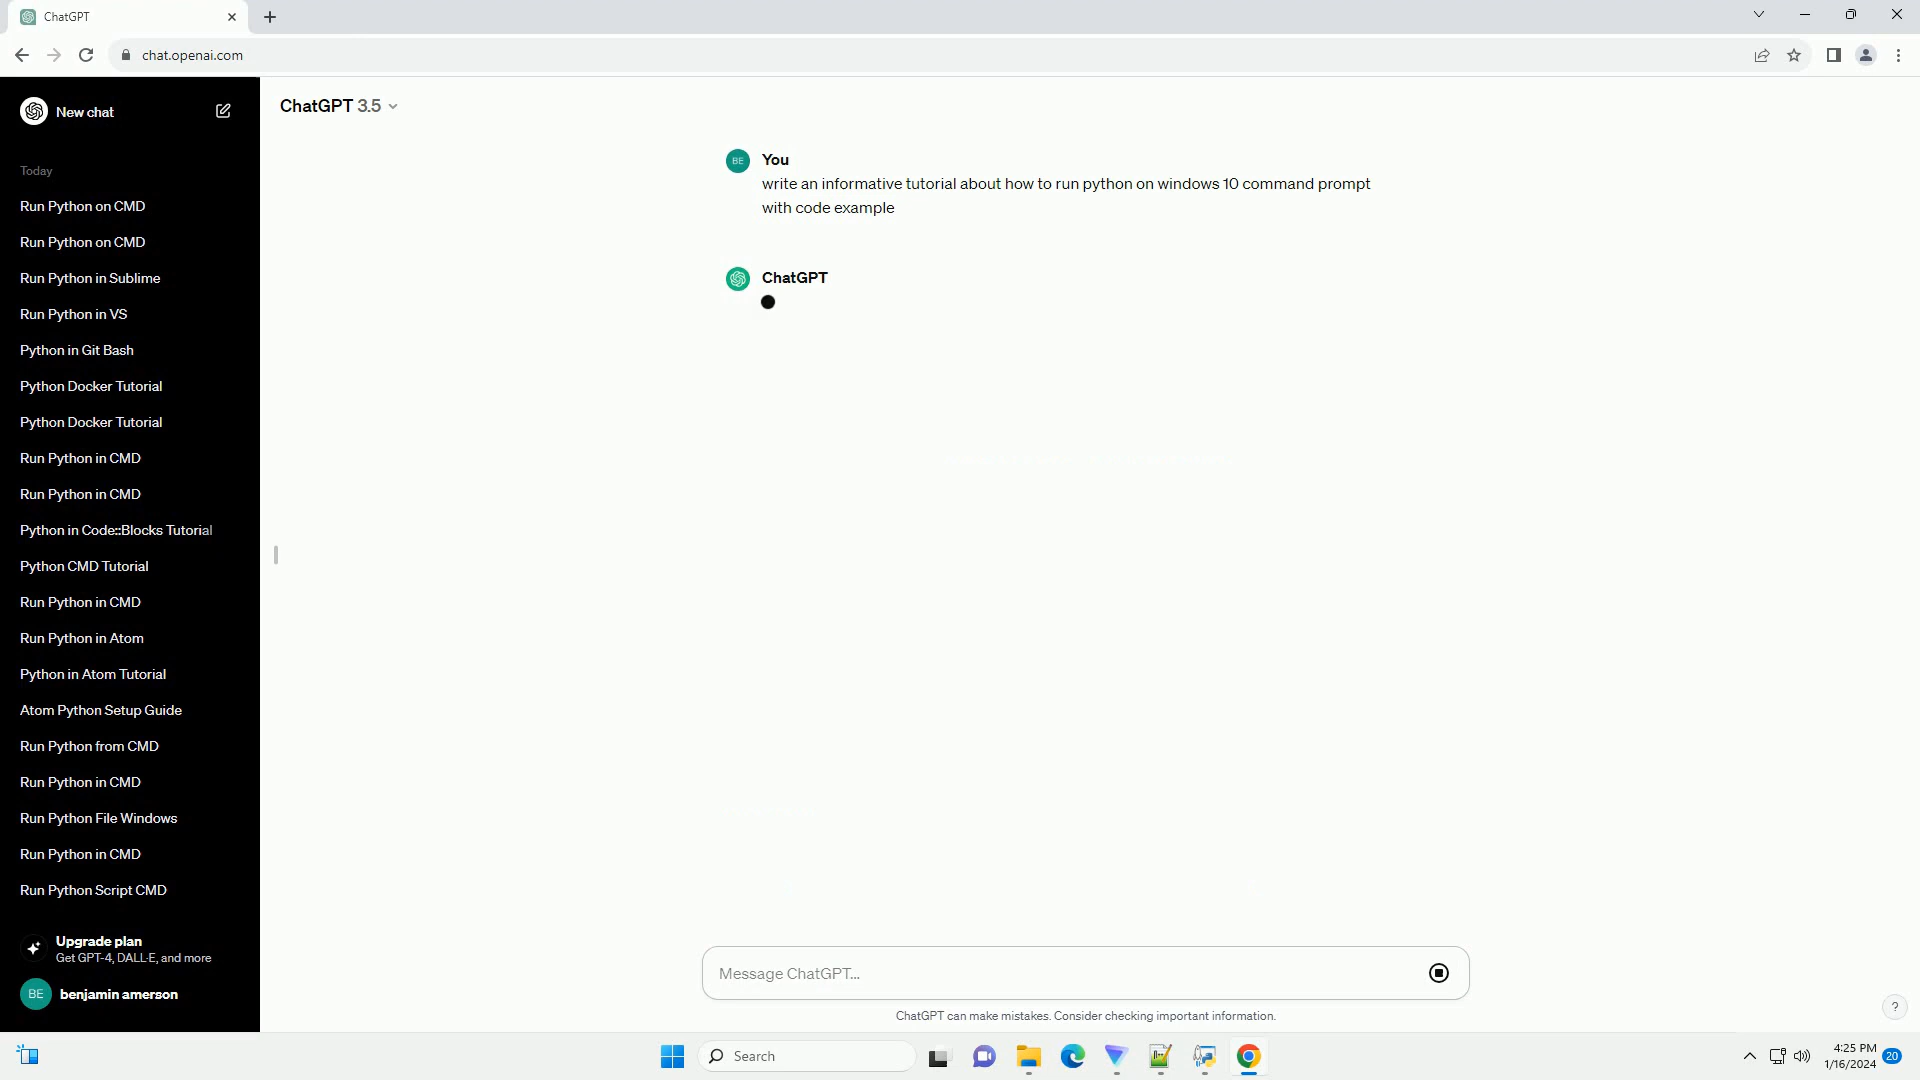 ChatGPT
chat.openai.com
New chat
Today
Run Python on CMD
Run Python on CMD
Run Python in Sublime
Run Python in VS
Python in Git Bash
Python Docker Tutorial
Python Docker Tutorial
Run Python in CMD
Run Python in CMD
Python in Code::Blocks Tutorial
Python CMD Tutorial
Run Python in CMD
Run Python in Atom
Python in Atom Tutorial
Atom Python Setup Guide
Run Python from CMD
Run Python in CMD
Run Python File Windows
Run Python in CMD
Run Python Script CMD
Upgrade plan
Get GPT-4, DALL·E, and more
BE benjamin amerson
ChatGPT 3.5
BE You
write an informative tutorial about how to run python on windows 10 command prompt
with code example
ChatGPT
Message ChatGPT...
ChatGPT can make mistakes. Consider checking important information.
?
Search
4:25 PM
1/16/2024
20